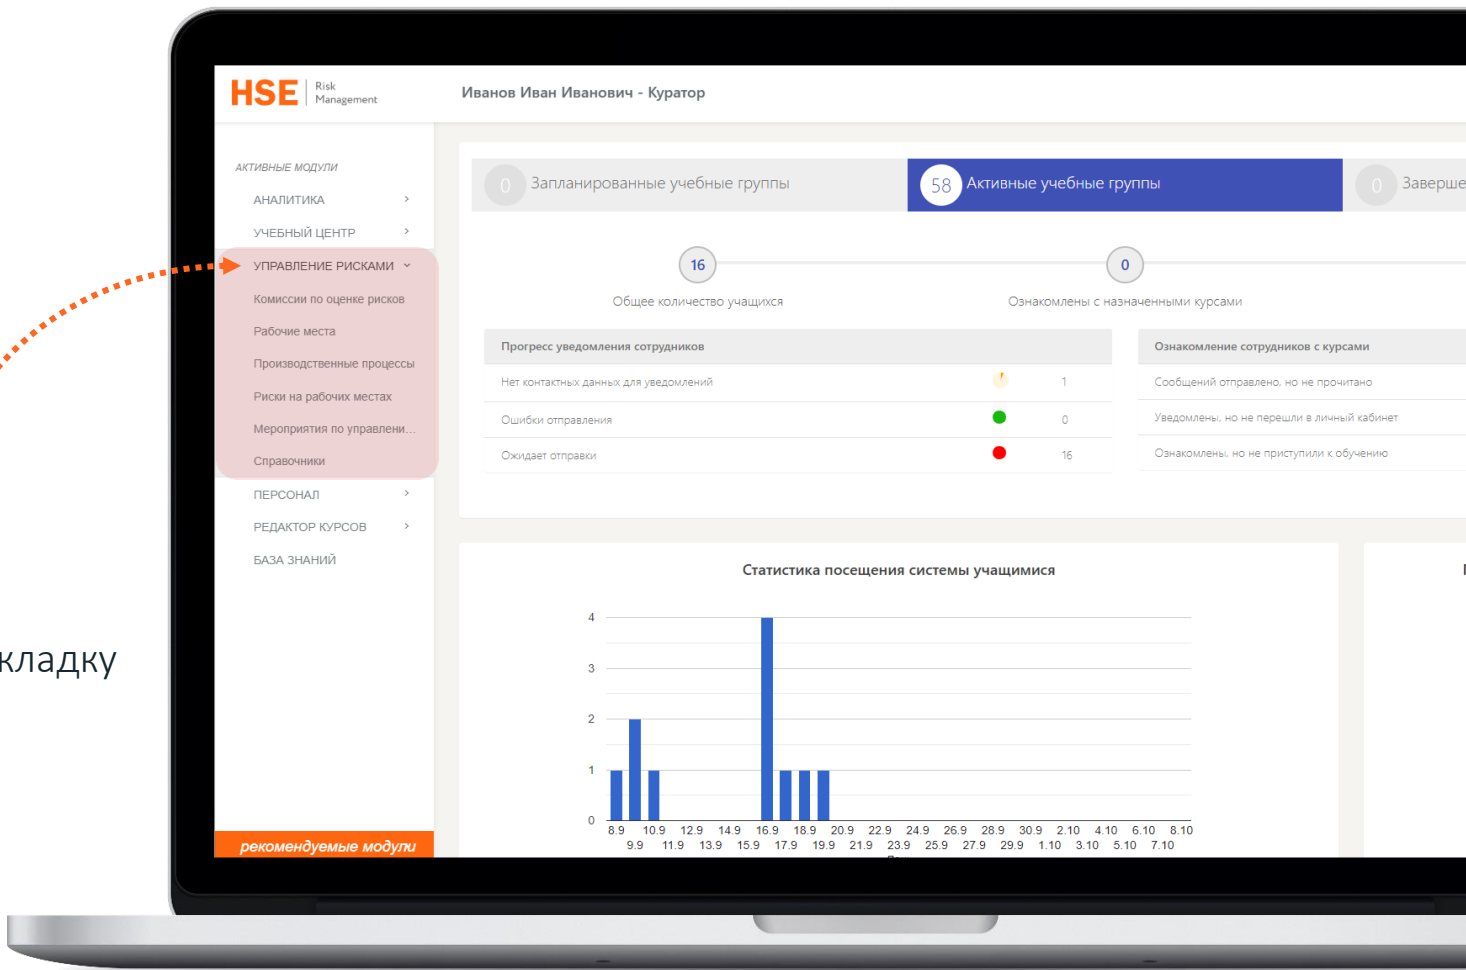 HSE
Risk
Management
Иванов Иван Иванович - Куратор
АКТИВНЫЕ МОДУЛИ
АНАЛИТИКА
УЧЕБНЫЙ ЦЕНТР
УПРАВЛЕНИЕ РИСКАМИ
Комиссии по оценке рисков
Рабочие места
Производственные процессы
Риски на рабочих местах
Мероприятия по управлени...
Справочники
ПЕРСОНАЛ
РЕДАКТОР КУРСОВ
БАЗА ЗНАНИЙ
рекомендуемые модули
кладку
0 Запланированные учебные группы
58 Активные учебные группы
0 Заверше
16
Общее количество учащихся
0
Ознакомлены с назначенными курсами
Прогресс уведомления сотрудников
Нет контактных данных для уведомлений 1
Ошибки отправления 0
Ожидает отправки 16
Ознакомление сотрудников с курсами
Сообщений отправлено, но не прочитано
Уведомлены, но не перешли в личный кабинет
Ознакомлены, но не приступили к обучению
Статистика посещения системы учащимися
4
3
2
1
0
8.9 10.9 12.9 14.9 16.9 18.9 20.9 22.9 24.9 26.9 28.9 30.9 2.10 4.10 6.10 8.10
9.9 11.9 13.9 15.9 17.9 19.9 21.9 23.9 25.9 27.9 29.9 1.10 3.10 5.10 7.10